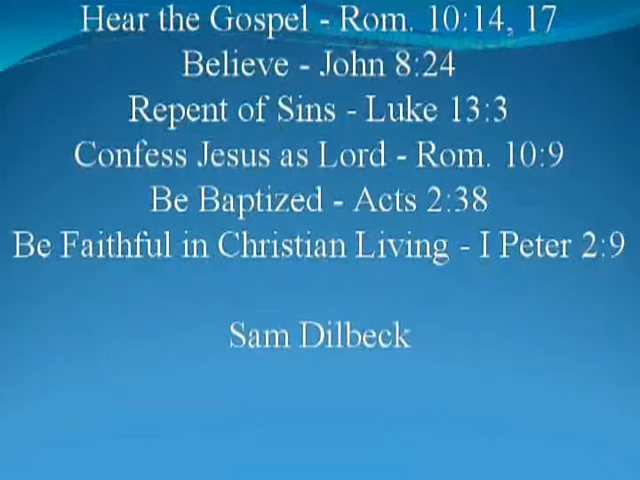 Hear the Gospel - Rom. 10:14, 17
Believe - John 8:24
Repent of Sins - Luke 13:3
Confess Jesus as Lord - Rom. 10:9
Be Baptized - Acts 2:38
Be Faithful in Christian Living - I Peter 2:9
Sam Dilbeck